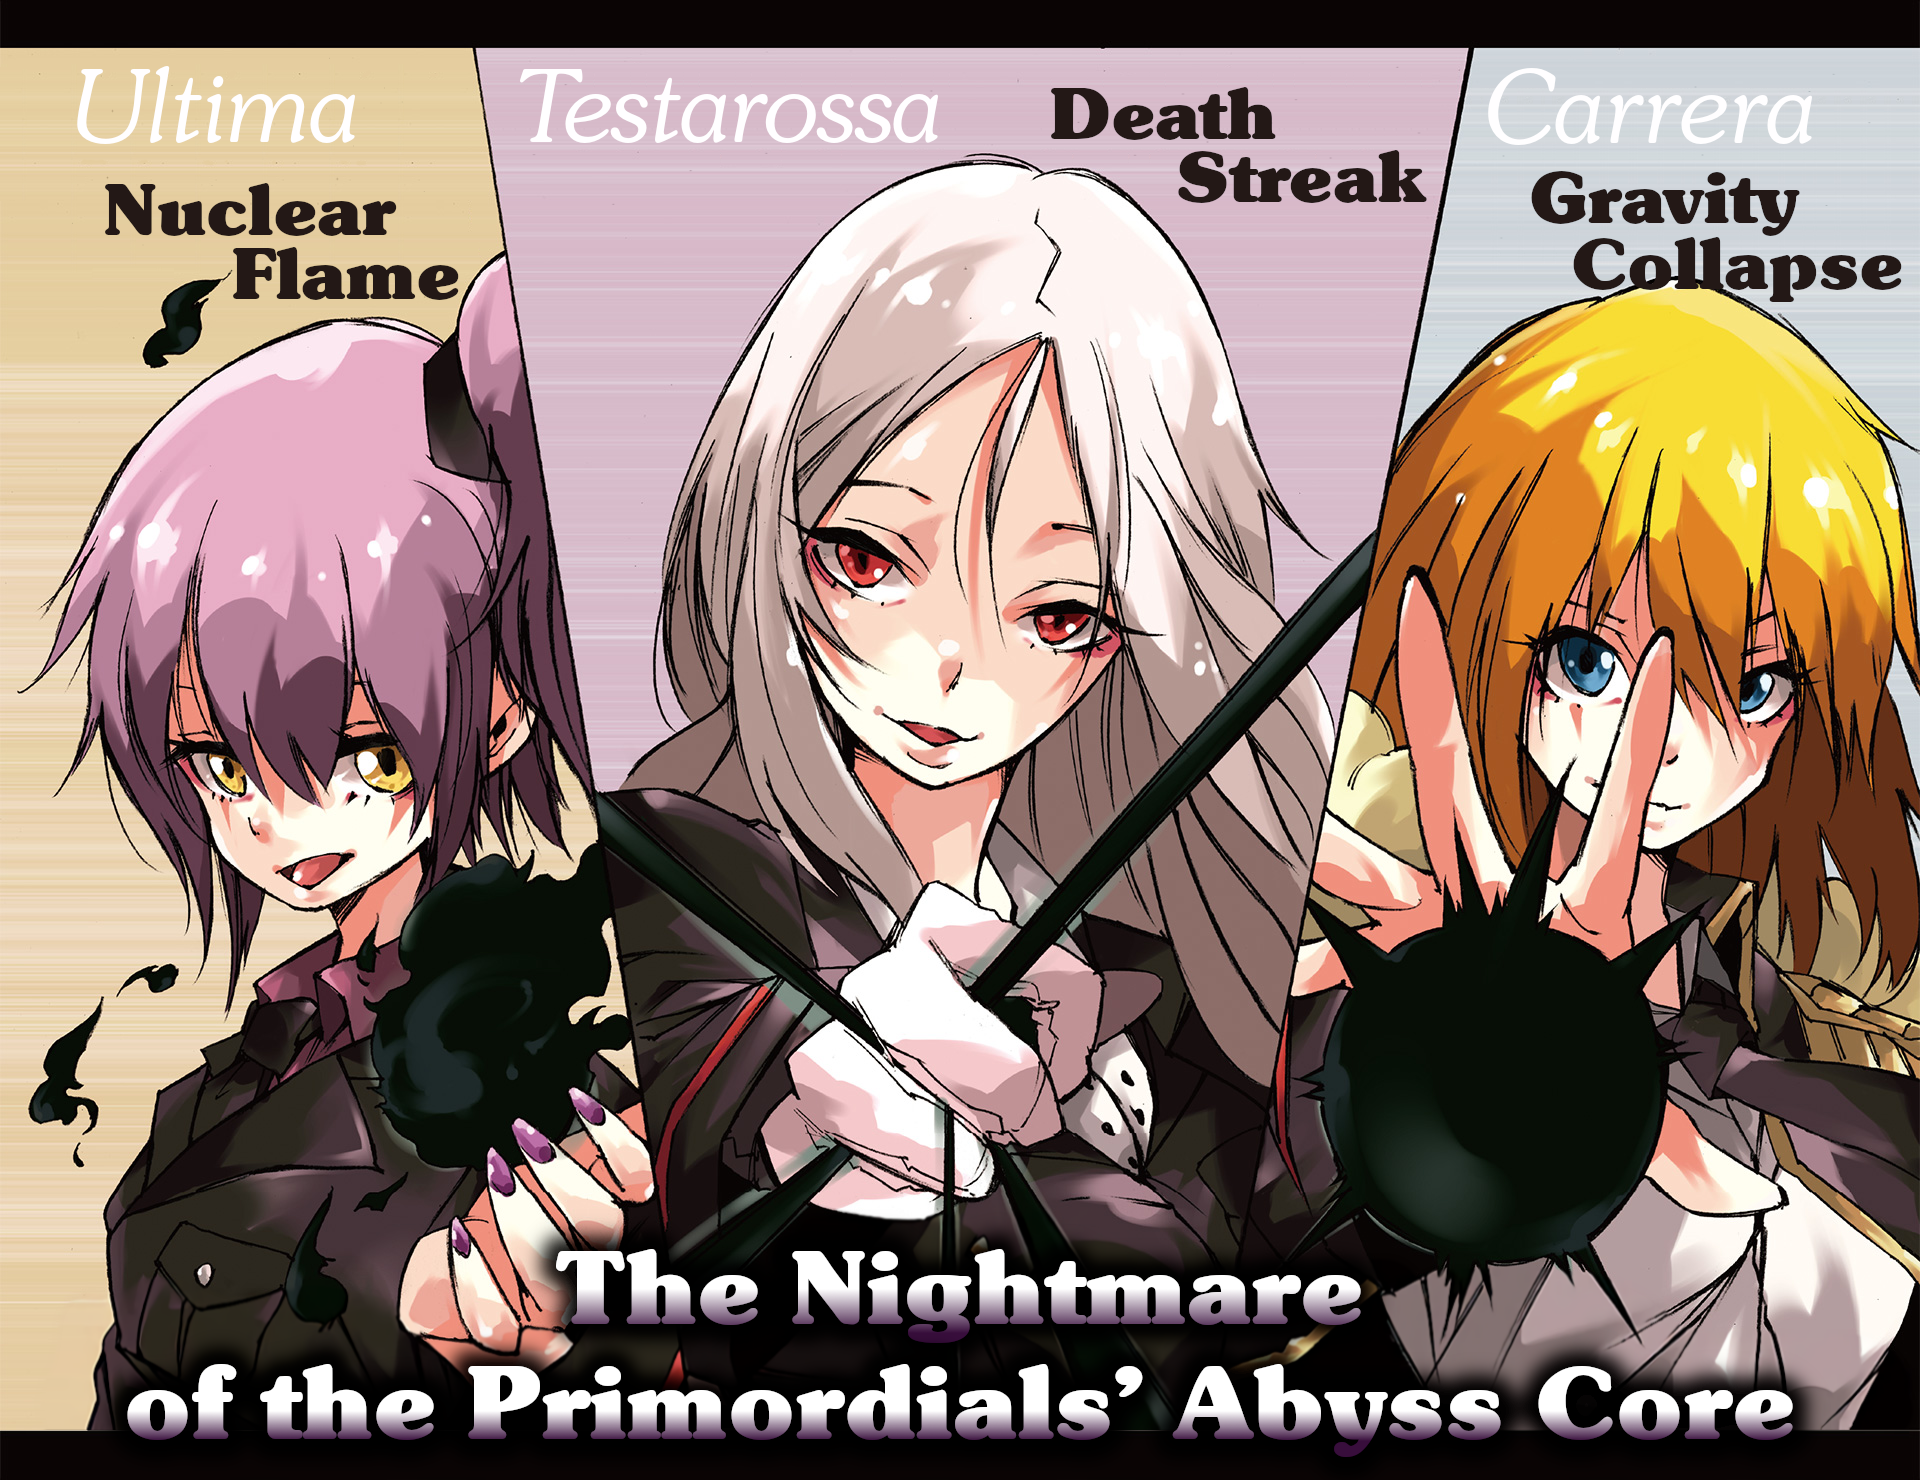 Ultima
Nuclear
Flame
Testarossa
Death
Streak
Carrera
Gravity
Collapse
The Nightmare
of the Primordials’ Abyss Core